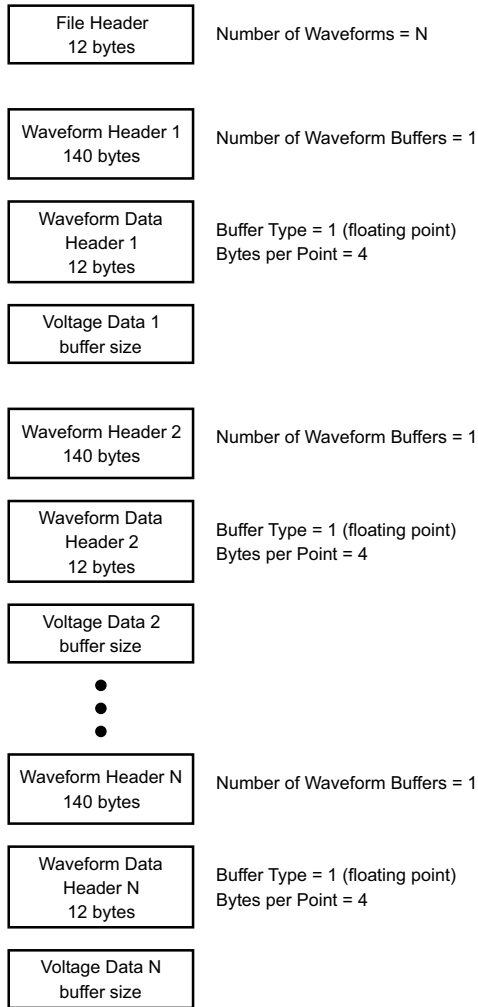 File Header
12 bytes
Number of Waveforms = N
Waveform Header 1
140 bytes
Number of Waveform Buffers = 1
Waveform Data
Header 1
12 bytes
Buffer Type = 1 (floating point)
Bytes per Point = 4
Voltage Data 1
buffer size
Waveform Header 2
140 bytes
Number of Waveform Buffers = 1
Waveform Data
Header 2
12 bytes
Buffer Type = 1 (floating point)
Bytes per Point = 4
Voltage Data 2
buffer size
Waveform Header N
140 bytes
Number of Waveform Buffers = 1
Waveform Data
Header N
12 bytes
Buffer Type = 1 (floating point)
Bytes per Point = 4
Voltage Data N
buffer size